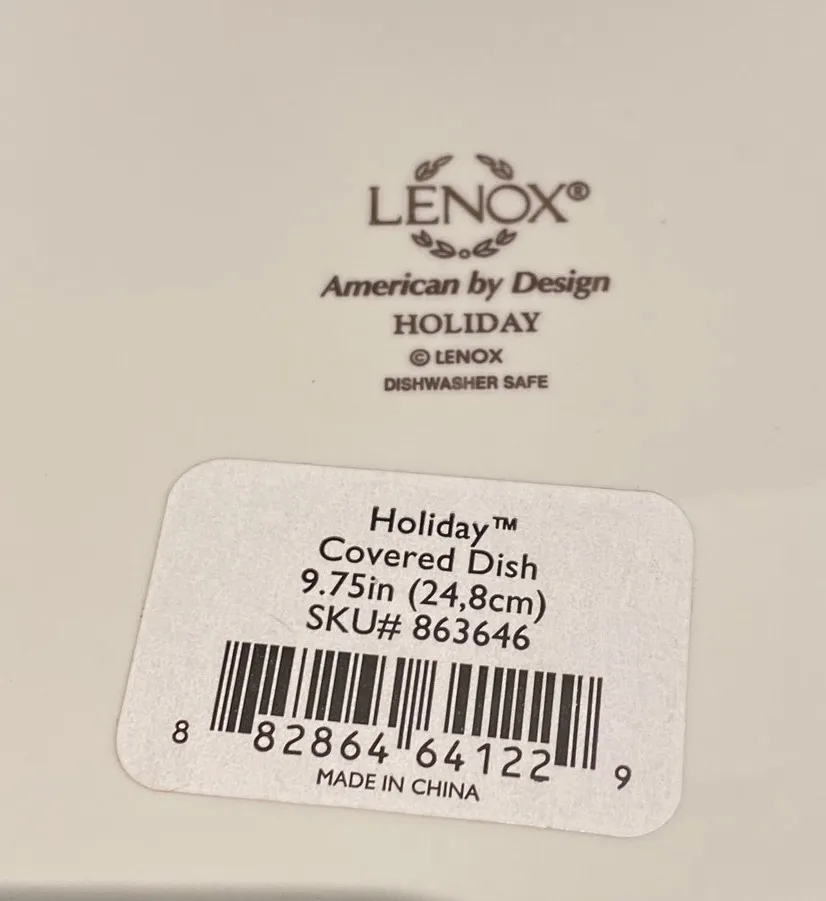 LENOX®
American by Design
HOLIDAY
© LENOX
DISHWASHER SAFE
Holiday™
Covered Dish
9.75in (24,8cm)
SKU# 863646
8 82864 64122 9
MADE IN CHINA